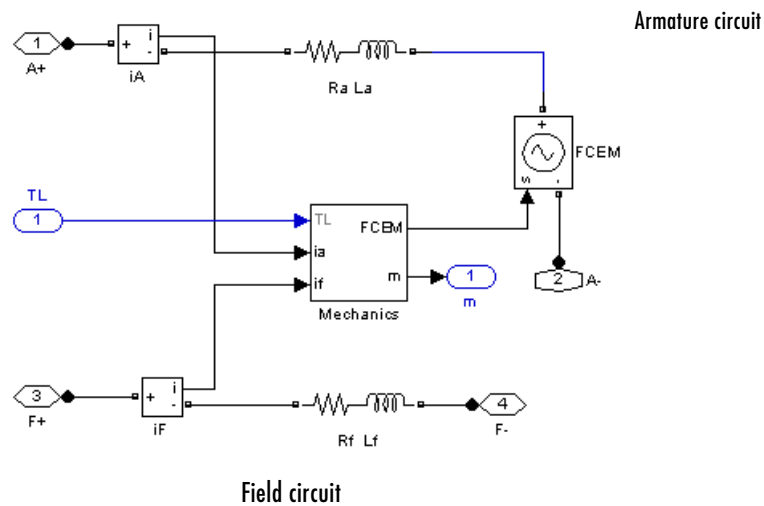 Armature circuit
1
A+
+
i
-
iA
Ra La
+
s
-
FCEM
TL
1
TL
FCEM
ia
if
m
Mechanics
1
m
2
A-
3
F+
+
i
-
iF
Rf Lf
4
F-
Field circuit